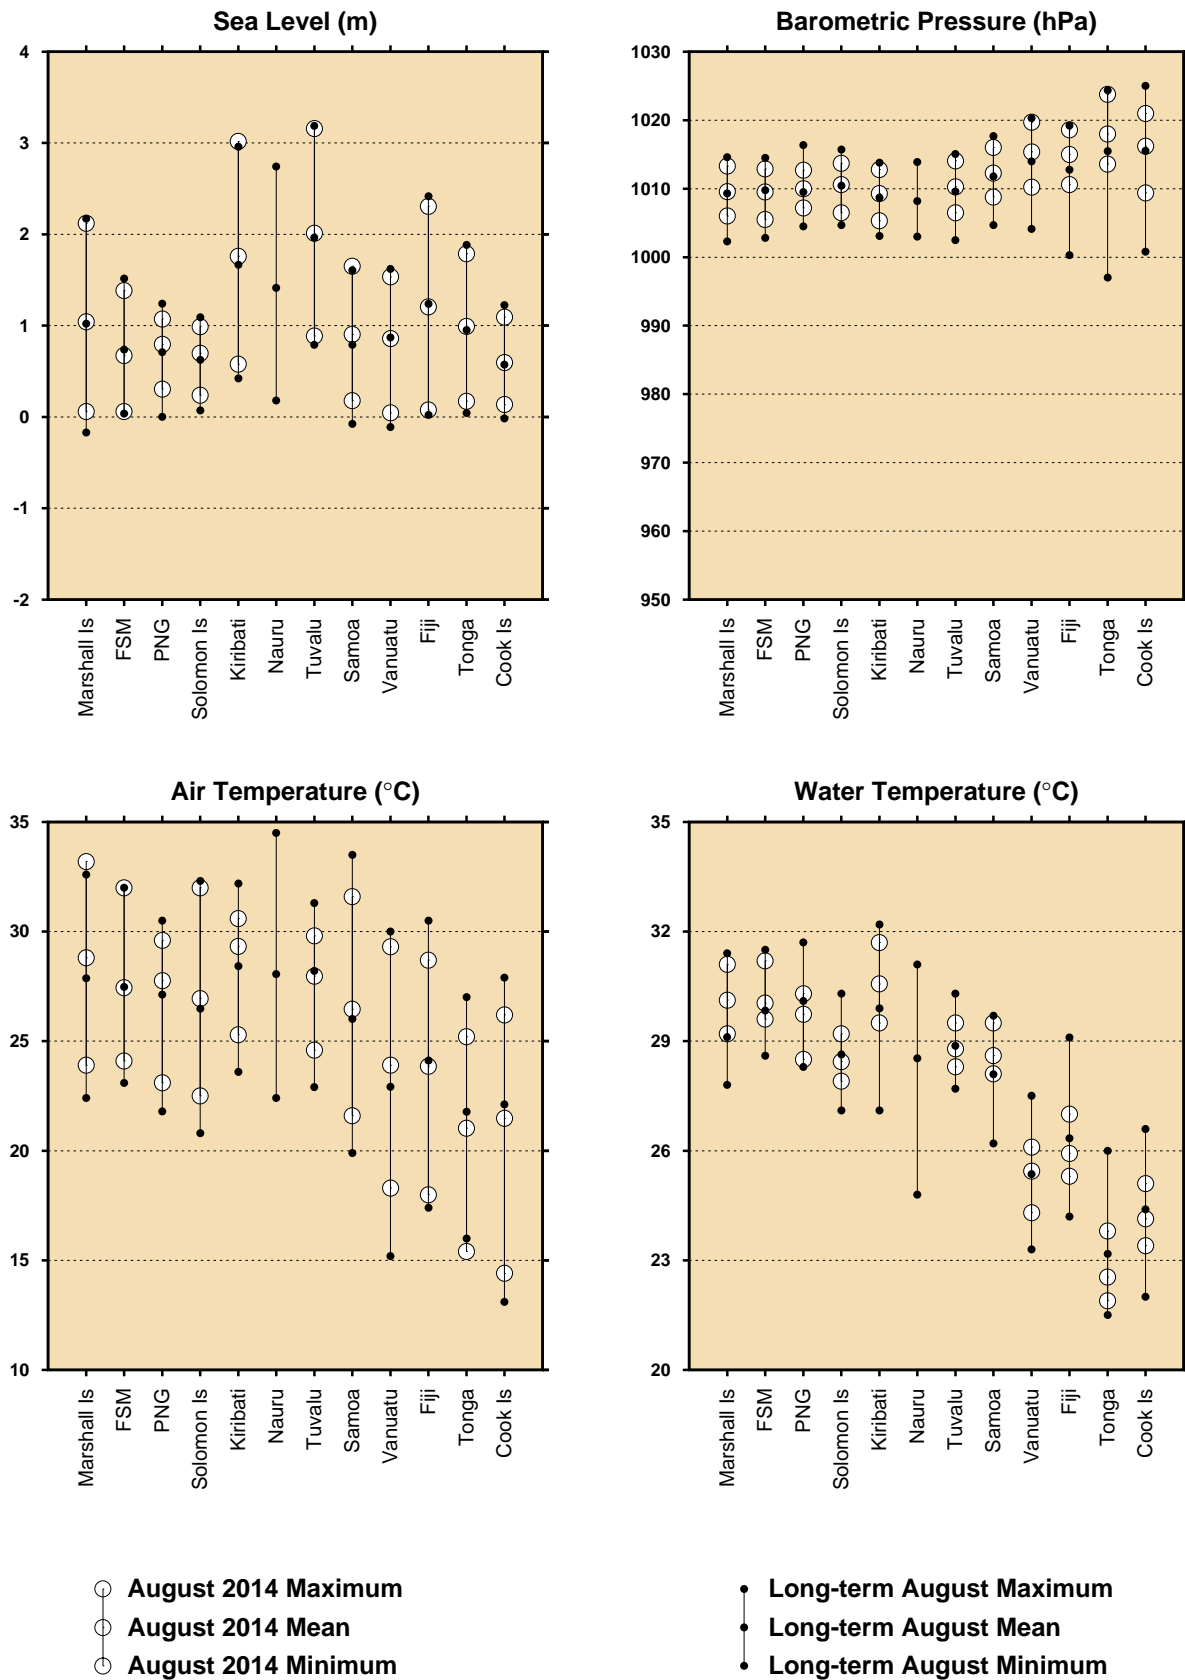 Sea Level (m)
4
3
2
1
0
-1
-2
Marshall Is
FSM
PNG
Solomon Is
Kiribati
Nauru
Tuvalu
Samoa
Vanuatu
Fiji
Tonga
Cook Is
Barometric Pressure (hPa)
1030
1020
1010
1000
990
980
970
960
950
Marshall Is
FSM
PNG
Solomon Is
Kiribati
Nauru
Tuvalu
Samoa
Vanuatu
Fiji
Tonga
Cook Is
Air Temperature (°C)
35
30
25
20
15
10
Marshall Is
FSM
PNG
Solomon Is
Kiribati
Nauru
Tuvalu
Samoa
Vanuatu
Fiji
Tonga
Cook Is
Water Temperature (°C)
35
32
29
26
23
20
Marshall Is
FSM
PNG
Solomon Is
Kiribati
Nauru
Tuvalu
Samoa
Vanuatu
Fiji
Tonga
Cook Is
August 2014 Maximum
August 2014 Mean
August 2014 Minimum
Long-term August Maximum
Long-term August Mean
Long-term August Minimum